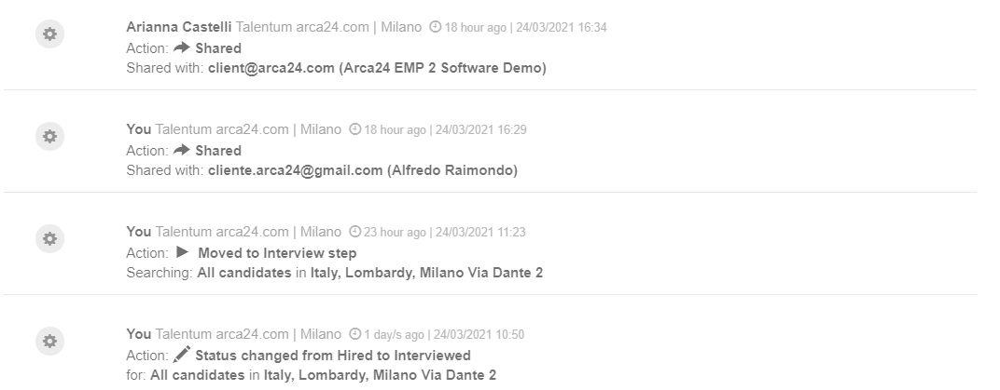 Arianna Castelli Talentum arca24.com | Milano 18 hour ago | 24/03/2021 16:34
Action: Shared
Shared with: client@arca24.com (Arca24 EMP 2 Software Demo)
You Talentum arca24.com | Milano 18 hour ago | 24/03/2021 16:29
Action: Shared
Shared with: cliente.arca24@gmail.com (Alfredo Raimondo)
You Talentum arca24.com | Milano 23 hour ago | 24/03/2021 11:23
Action: Moved to Interview step
Searching: All candidates in Italy, Lombardy, Milano Via Dante 2
You Talentum arca24.com | Milano 1 day/s ago | 24/03/2021 10:50
Action: Status changed from Hired to Interviewed
for: All candidates in Italy, Lombardy, Milano Via Dante 2